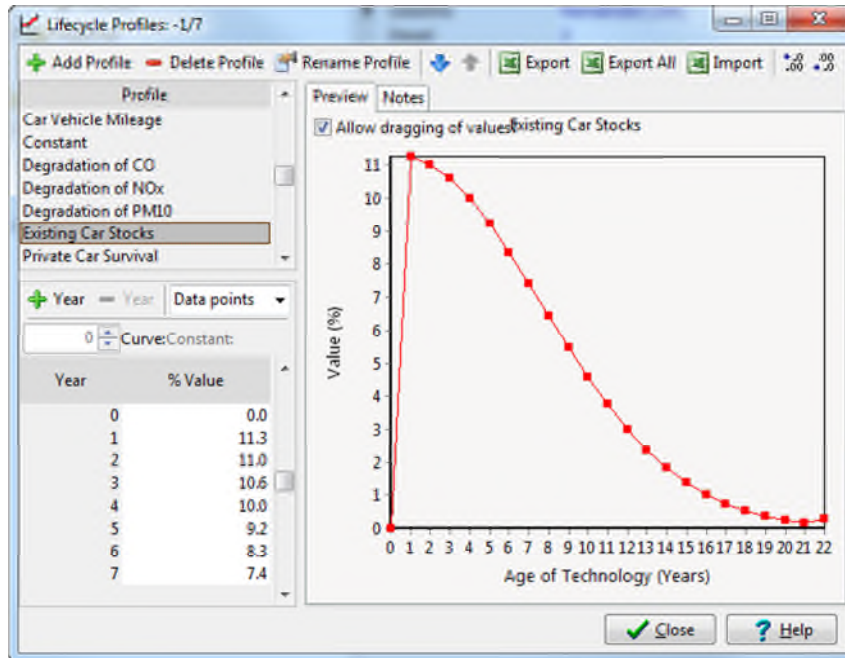 Lifecycle Profiles: -1/7
Add Profile Delete Profile Rename Profile Export Export All Import
Profile
Car Vehicle Mileage
Constant
Degradation of CO
Degradation of NOx
Degradation of PM10
Existing Car Stocks
Private Car Survival
Year Year Data points
0 Curve: Constant:
Year % Value
0 0.0
1 11.3
2 11.0
3 10.6
4 10.0
5 9.2
6 8.3
7 7.4
Preview Notes
Allow dragging of values Existing Car Stocks
Value (%)
11
10
9
8
7
6
5
4
3
2
1
0
0 1 2 3 4 5 6 7 8 9 10 11 12 13 14 15 16 17 18 19 20 21 22
Age of Technology (Years)
Close Help